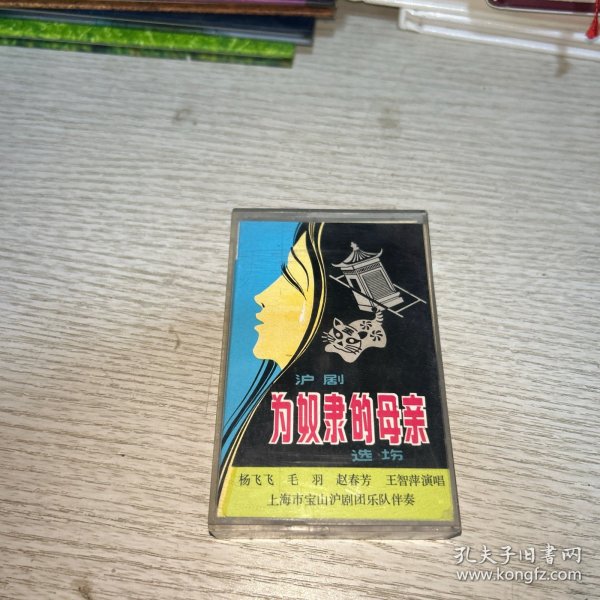 沪剧
为奴隶的母亲
选场
杨飞飞 毛羽 赵春芳 王智萍演唱
上海市宝山沪剧团乐队伴奏
孔夫子旧書网
www.kongfz.com